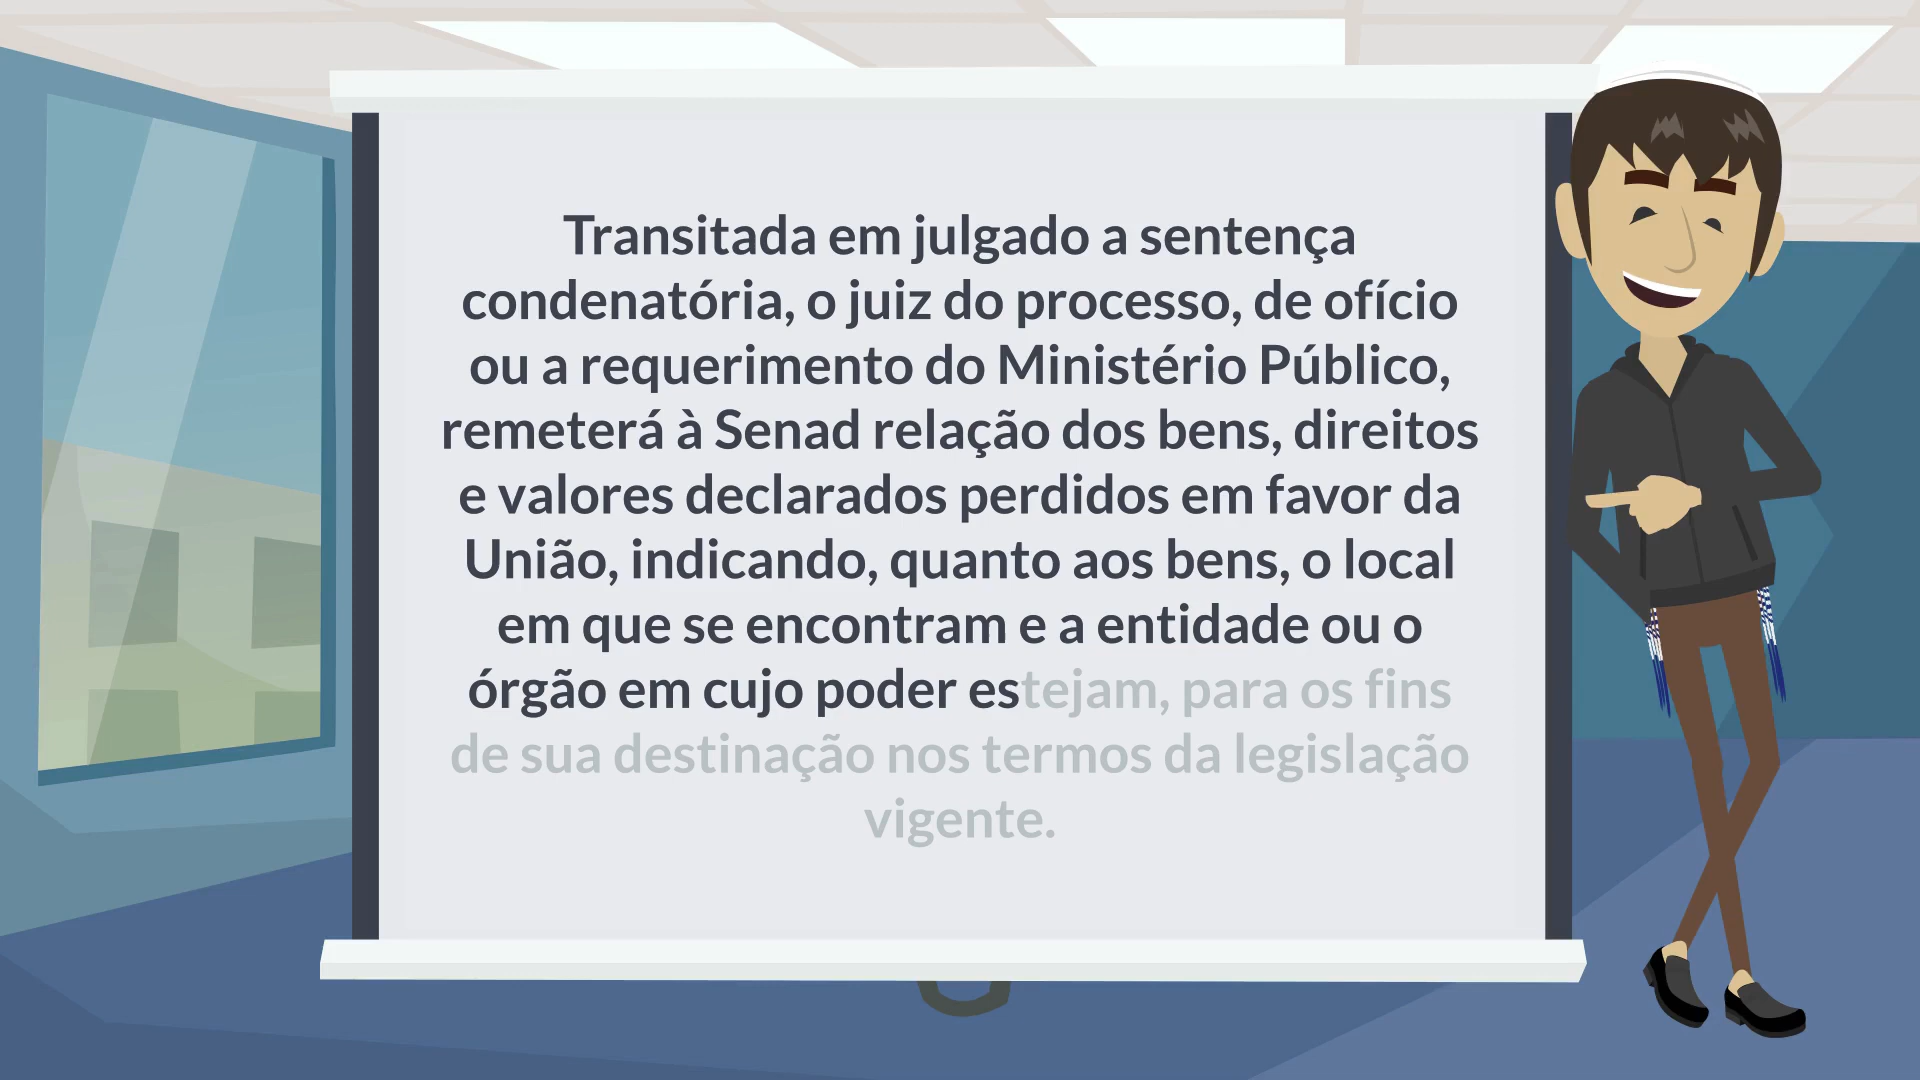 Transitada em julgado a sentença
condenatória, o juiz do processo, de ofício
ou a requerimento do Ministério Público,
remeterá à Senad relação dos bens, direitos
e valores declarados perdidos em favor da
União, indicando, quanto aos bens, o local
em que se encontram e a entidade ou o
órgão em cujo poder estejam, para os fins
de sua destinação nos termos da legislação
vigente.